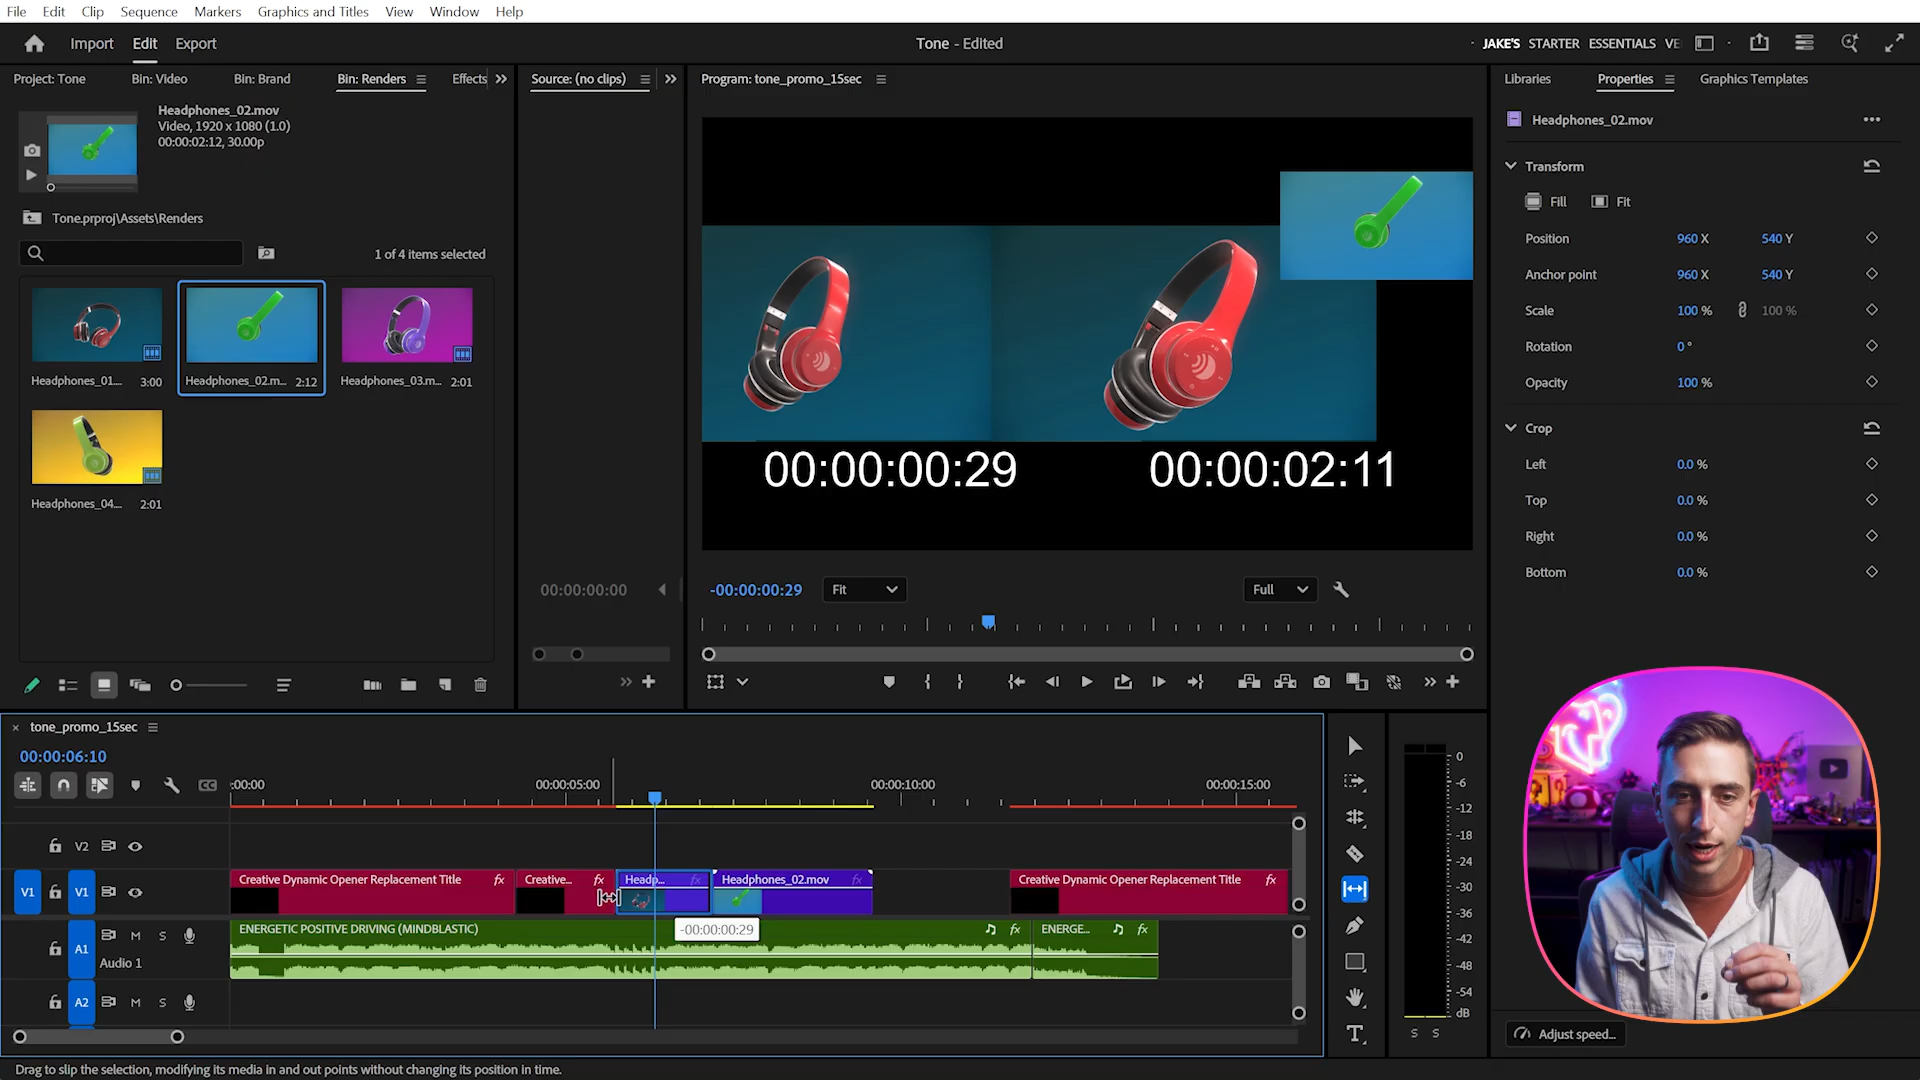 File Edit Clip Sequence Markers Graphics and Titles View Window Help
Import Edit Export
Tone - Edited
JAKE'S STARTER ESSENTIALS VE
Project: Tone Bin: Video Bin: Brand Bin: Renders Effects
Source: (no clips)
Program: tone_promo_15sec
Libraries Properties Graphics Templates
Headphones_02.mov
Video, 1920 x 1080 (1.0)
00:00:02:12, 30.00p
Tone.prproj\Assets\Renders
1 of 4 items selected
Headphones_01.... 3:00
Headphones_02.m... 2:12
Headphones_03.m... 2:01
Headphones_04.... 2:01
00:00:00:00
00:00:00:29
00:00:02:11
-00:00:00:29
Fit
Full
Headphones_02.mov
Transform
Fill Fit
Position 960 X 540 Y
Anchor point 960 X 540 Y
Scale 100 % 100 %
Rotation 0 °
Opacity 100 %
Crop
Left 0.0 %
Top 0.0 %
Right 0.0 %
Bottom 0.0 %
Adjust speed...
tone_promo_15sec
00:00:06:10
CC
:00:00 00:00:05:00 00:00:10:00 00:00:15:00
V2
V1 V1
Creative Dynamic Opener Replacement Title fx
Creative... fx
Headp... fx
Headphones_02.mov fx
Creative Dynamic Opener Replacement Title fx
-00:00:00:29
A1 M S
Audio 1
ENERGETIC POSITIVE DRIVING (MINDBLASTIC) fx
ENERGE... fx
A2 M S
T
0
-6
-12
-18
-24
-30
-36
-42
-48
-54
dB
S S
Drag to slip the selection, modifying its media in and out points without changing its position in time.